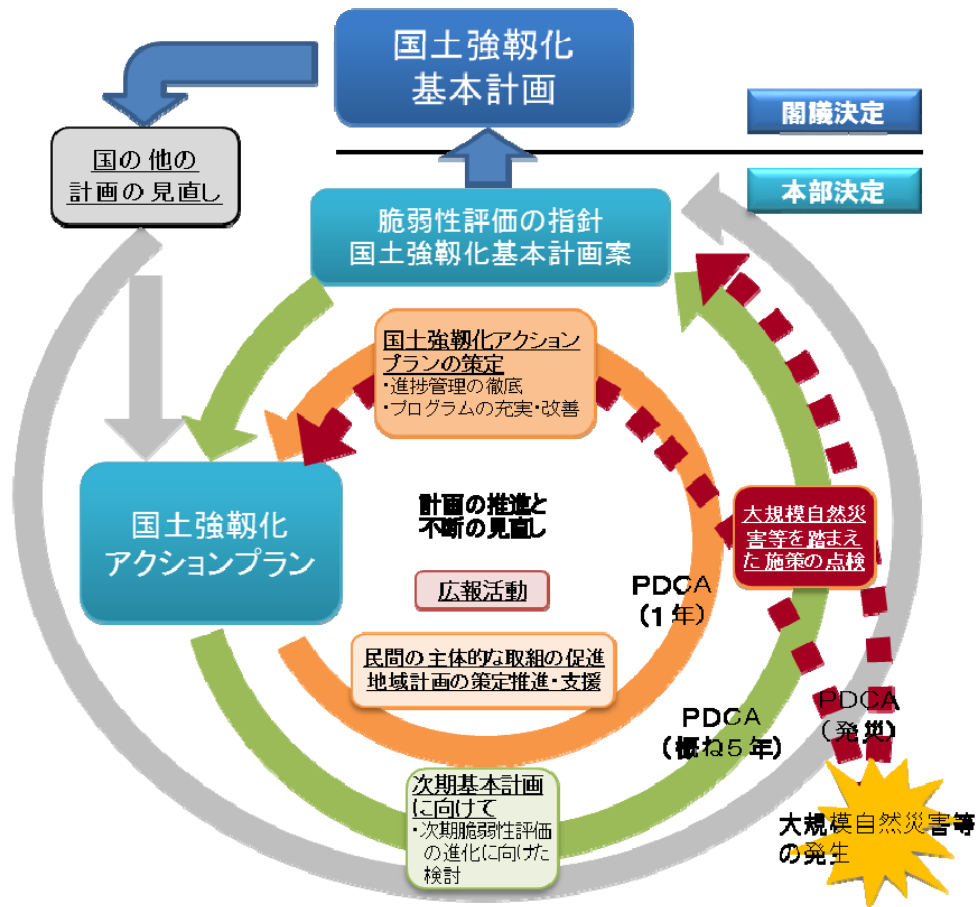 国土強靱化
基本計画
閣議決定
本部決定
国の他の
計画の見直し
脆弱性評価の指針
国土強靱化基本計画案
国土強靱化アクション
プランの策定
・進捗管理の徹底
・プログラムの充実・改善
国土強靱化
アクションプラン
計画の推進と
不断の見直し
広報活動
民間の主体的な取組の促進
地域計画の策定推進・支援
PDCA
(1年)
大規模自然災
害等を踏まえ
た施策の点検
PDCA
(概ね5年)
PDCA
(発災)
次期基本計画
に向けて
・次期脆弱性評価
の進化に向けた
検討
大規模自然災害等
の発生